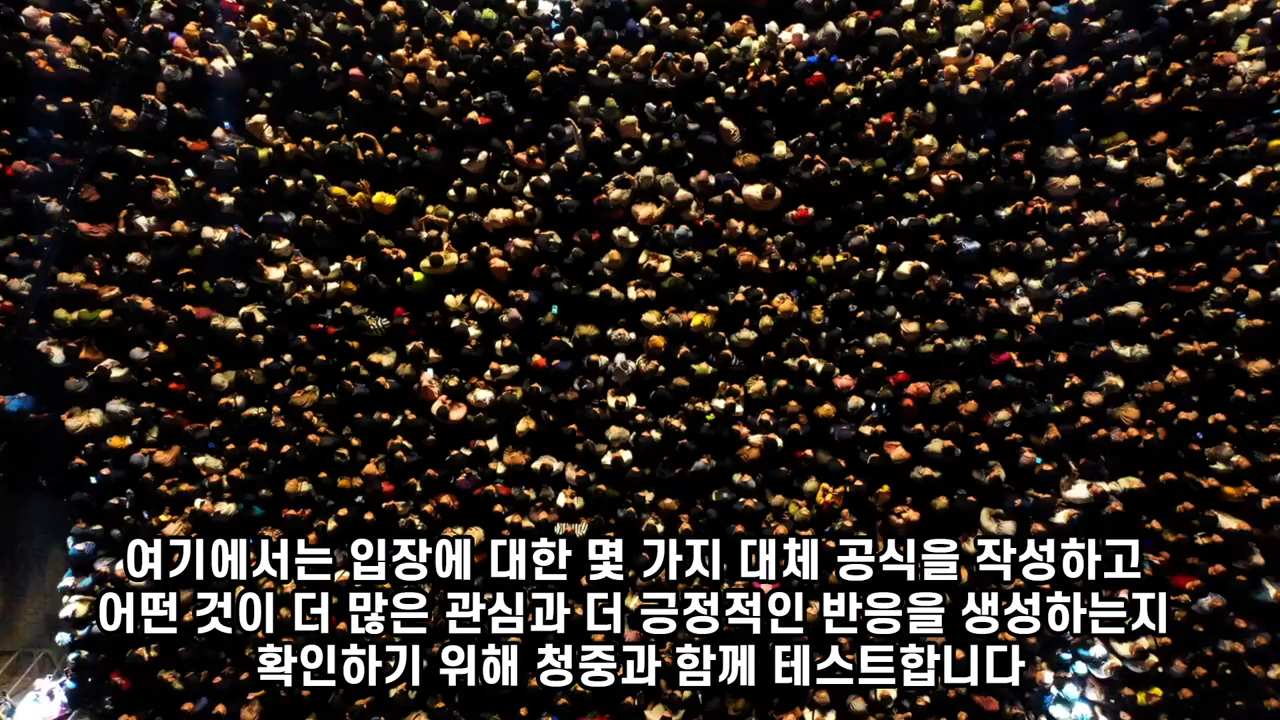 여기에서는 입장에 대한 몇 가지 대체 공식을 작성하고
어떤 것이 더 많은 관심과 더 긍정적인 반응을 생성하는지
확인하기 위해 청중과 함께 테스트합니다